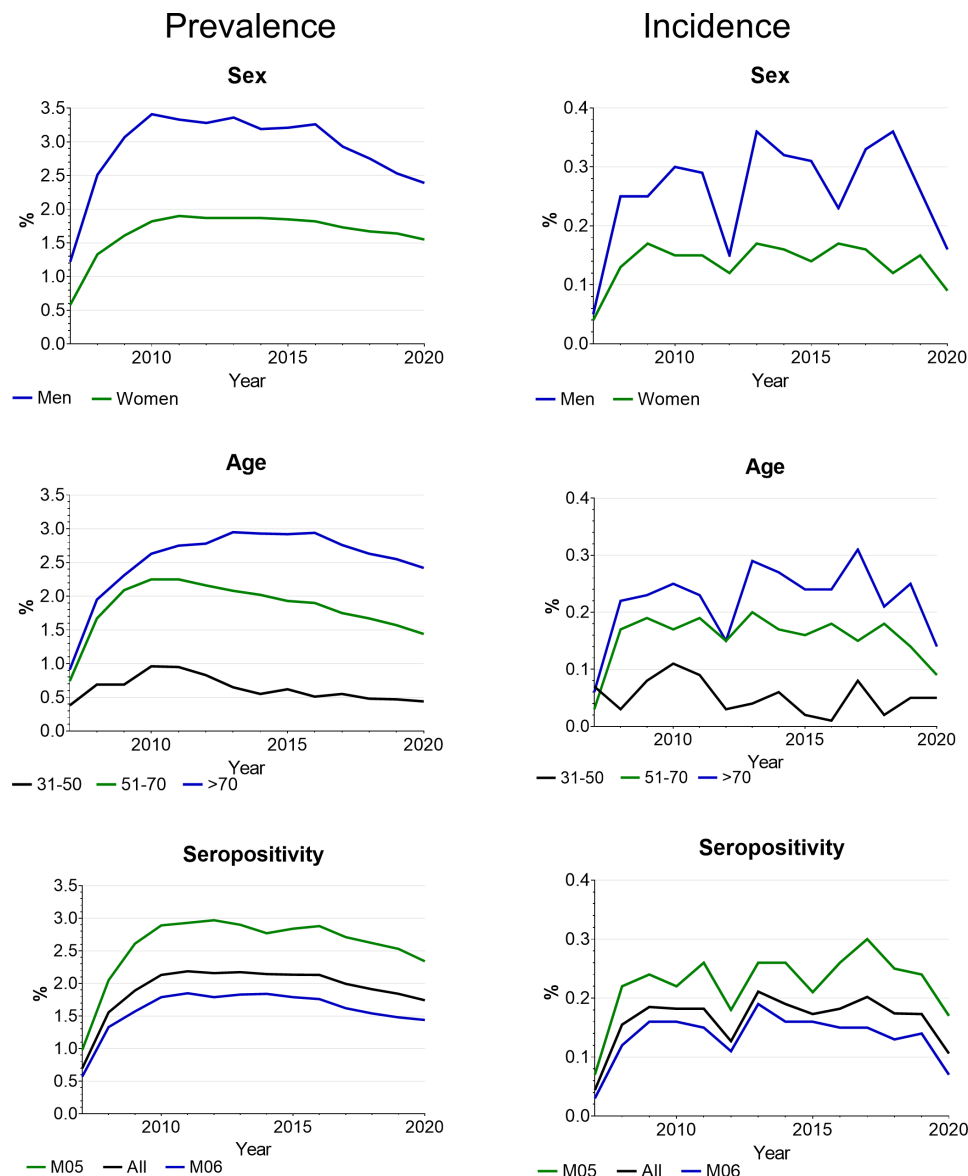 Prevalence
Incidence
Sex
3.5
3.0
2.5
2.0
1.5
1.0
0.5
0.0
%
2010 2015 2020
Year
Men Women
Sex
0.4
0.3
0.2
0.1
0.0
%
2010 2015 2020
Year
Men Women
Age
3.5
3.0
2.5
2.0
1.5
1.0
0.5
0.0
%
2010 2015 2020
Year
31-50 51-70 >70
Age
0.4
0.3
0.2
0.1
0.0
%
2010 2015 2020
Year
31-50 51-70 >70
Seropositivity
3.5
3.0
2.5
2.0
1.5
1.0
0.5
0.0
%
2010 2015 2020
Year
M05 All M06
Seropositivity
0.4
0.3
0.2
0.1
0.0
%
2010 2015 2020
Year
M05 All M06